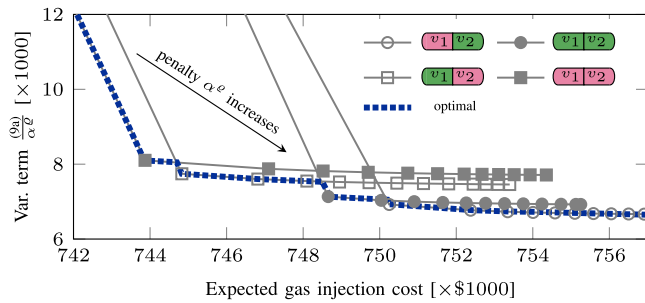 12
10
8
6
Var. term (9a)/α^ϱ [×1000]
penalty α^ϱ increases
v1 v2
v1 v2
v1 v2
v1 v2
optimal
742 744 746 748 750 752 754 756
Expected gas injection cost [×$1000]